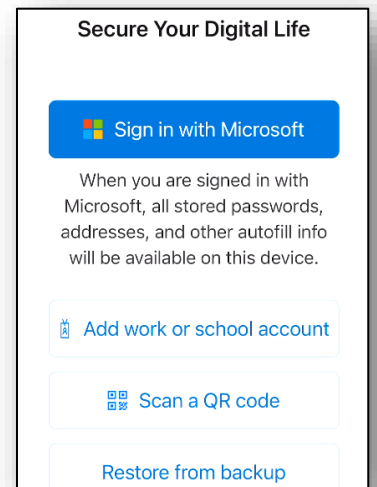 Secure Your Digital Life
Sign in with Microsoft
When you are signed in with
Microsoft, all stored passwords,
addresses, and other autofill info
will be available on this device.
Add work or school account
Scan a QR code
Restore from backup